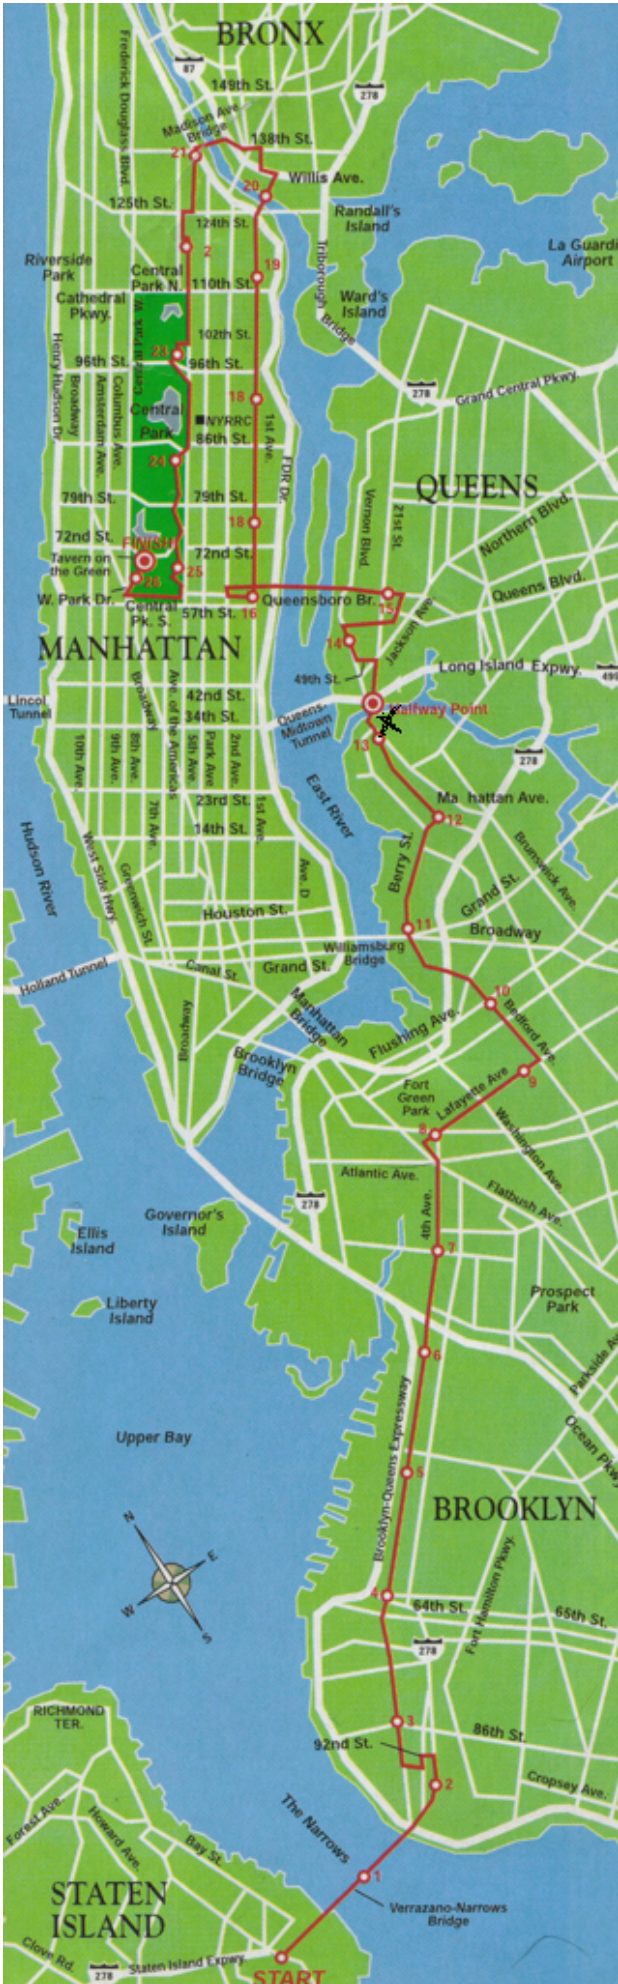 BRONX
Frederick Douglass Blvd.
87
149th St.
278
Madison Ave.
Bridge
138th St.
21
Willis Ave.
20
125th St.
124th St.
Randall's
Island
2
La Guardi
Airport
Riverside
Park
Central
Park N.
110th St.
19
Triborough
Bridge
Ward's
Island
Cathedral
Pkwy.
Central Park W.
102th St.
Henry Hudson Dr.
96th St.
23
96th St.
278
Grand Central Pkwy.
Broadway
Amsterdam Ave.
Columbus Ave.
Central
Park
18
NYRRC
86th St.
1st Ave.
24
FDR Dr.
QUEENS
79th St.
79th St.
Vernon Blvd.
21st St.
Northern Blvd.
18
72nd St.
FINISH
72nd St.
Tavern on
the Green
26
25
Queens Blvd.
W. Park Dr.
Central
Pk. S.
57th St.
16
Queensboro Br.
15
Jackson Ave.
14
MANHATTAN
Long Island Expwy.
49th St.
495
Lincol
Tunnel
Broadway
Ave. of the Americas
42nd St.
34th St.
Queens-
Midtown
Tunnel
Halfway Point
13
10th Ave.
9th Ave.
8th Ave.
7th Ave.
5th Ave.
Park Ave.
2nd Ave.
1st Ave.
278
East River
23rd St.
14th St.
Ma hattan Ave.
12
Hudson River
West Side Hwy.
Greenwich St.
Ave. D
Berry St.
Brunswick Ave.
Grand St.
Houston St.
11
Broadway
Williamsburg
Bridge
Holland Tunnel
Canal St.
Grand St.
10
Bedford Ave.
Broadway
Manhattan
Bridge
Flushing Ave.
Brooklyn
Bridge
9
Fort
Green
Park
Lafayette Ave
8
Washington Ave.
Atlantic Ave.
278
Flatbush Ave.
Governor's
Island
4th Ave.
Ellis
Island
7
Liberty
Island
Prospect
Park
6
Parkside Av
Upper Bay
Brooklyn-Queens Expressway
Ocean Pkwy
5
BROOKLYN
N
E
W
S
4
64th St.
Fort Hamilton Pkwy.
65th St.
278
RICHMOND
TER.
3
86th St.
92nd St.
2
Cropsey Ave.
Forest Ave.
Howard Ave.
Bay St.
The Narrows
1
STATEN
ISLAND
Verrazano-Narrows
Bridge
Clove Rd.
278
Staten Island Expwy.
START